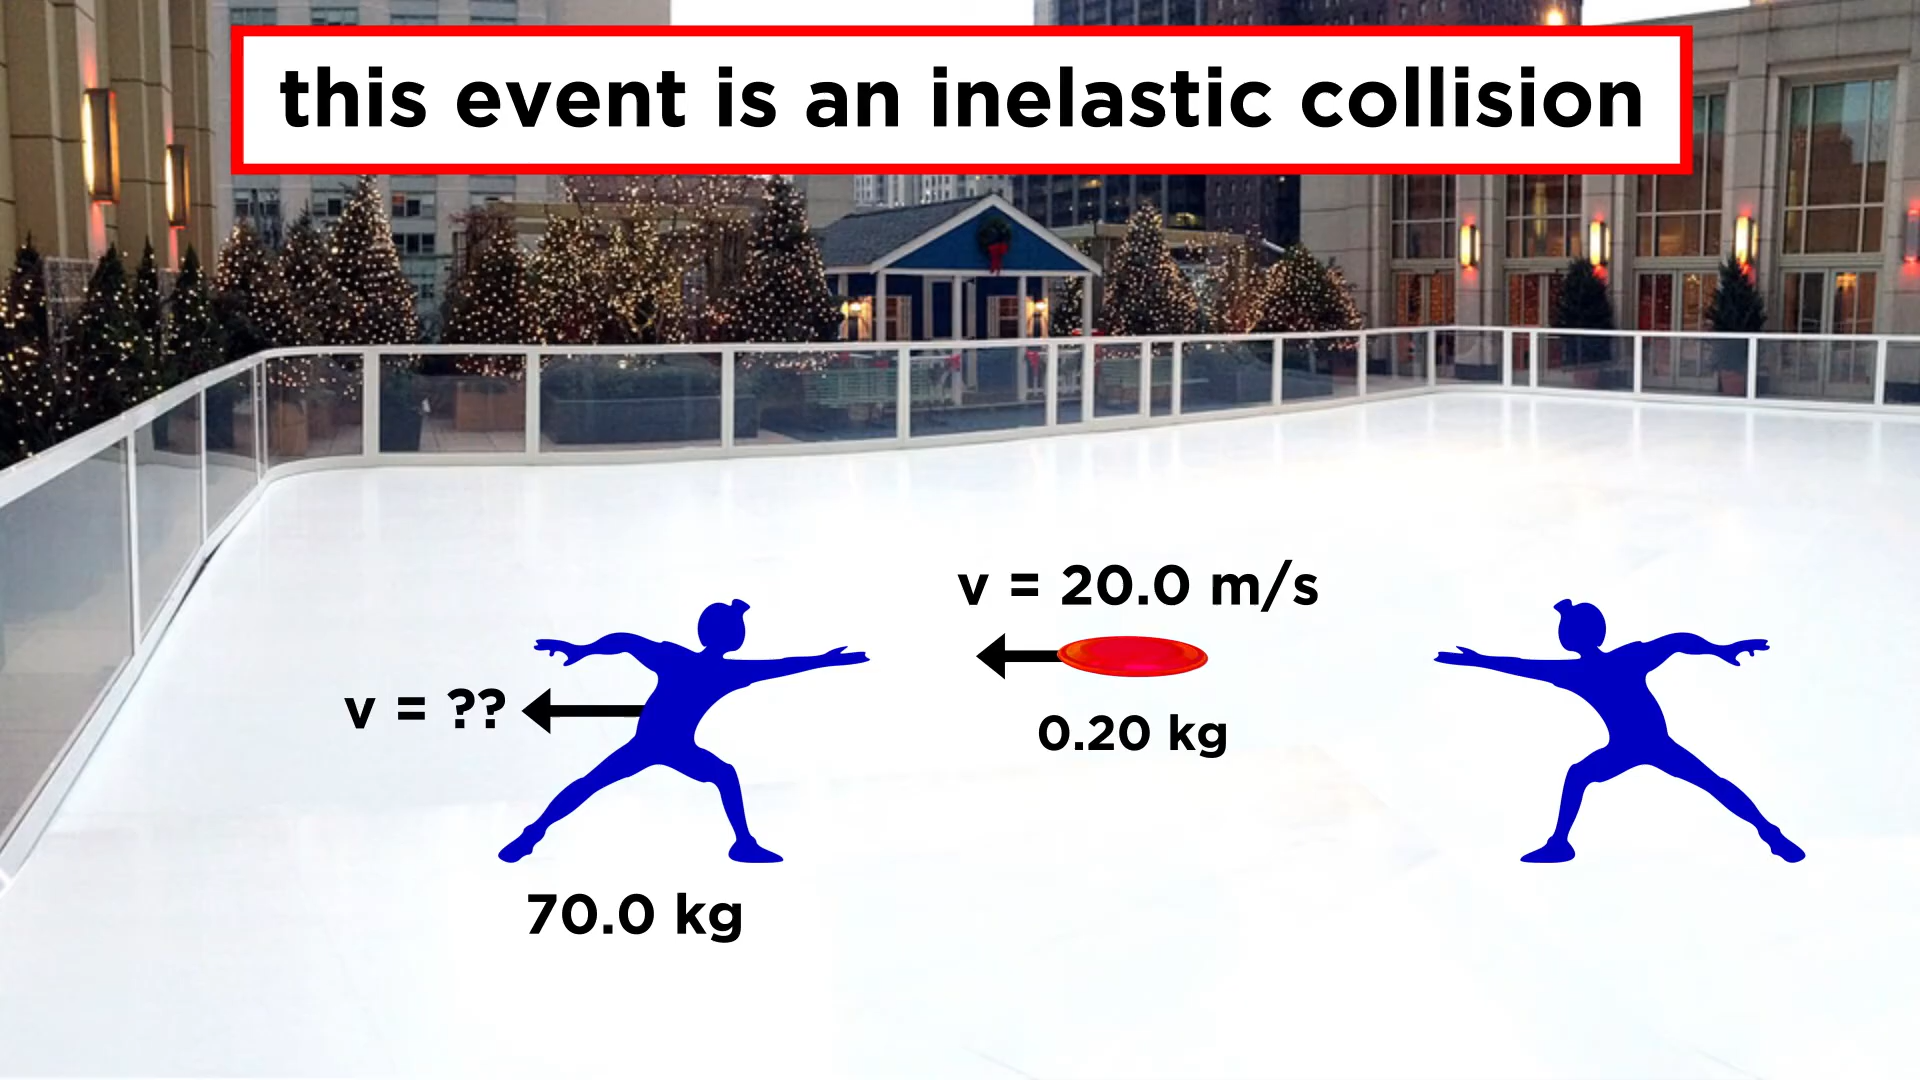 this event is an inelastic collision
v = 20.0 m/s
v = ??
0.20 kg
70.0 kg